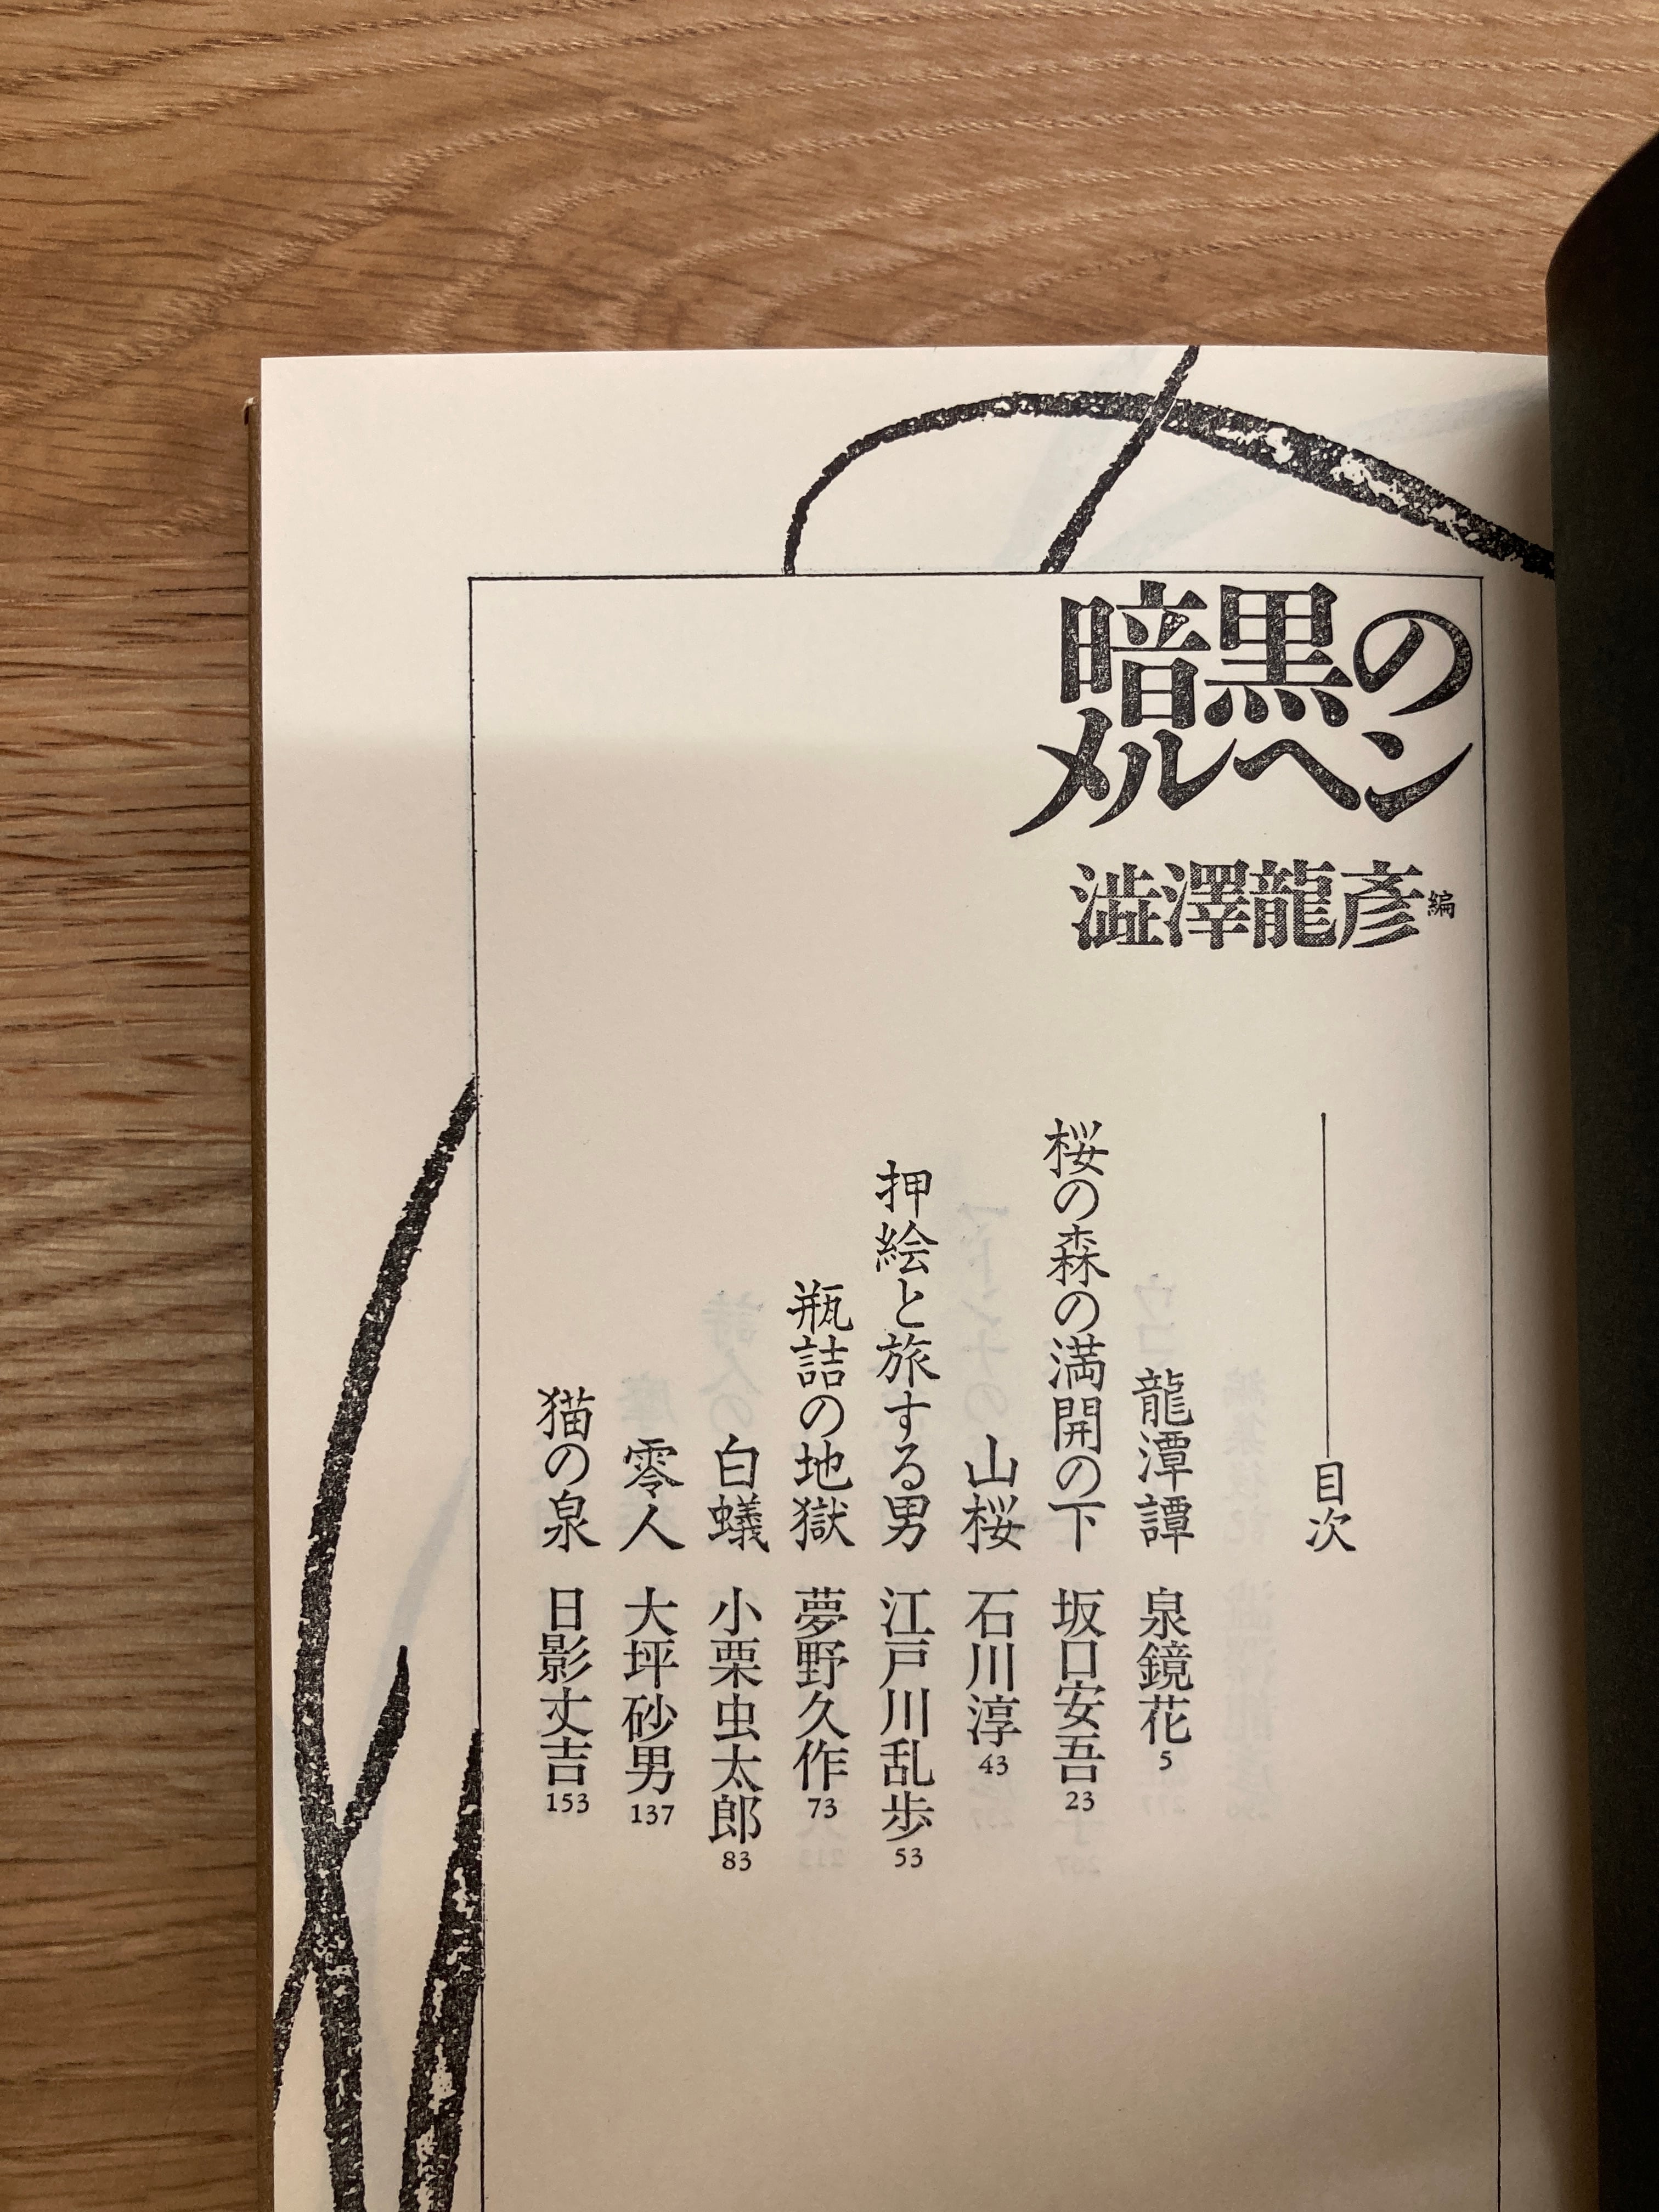 暗黒の
メルヘン
澁澤龍彥編
目次
龍潭譚 泉鏡花 5
桜の森の満開の下 坂口安吾 23
山桜 石川淳 43
押絵と旅する男 江戸川乱歩 53
瓶詰の地獄 夢野久作 73
白蟻 小栗虫太郎 83
零人 大坪砂男 137
猫の泉 日影丈吉 153